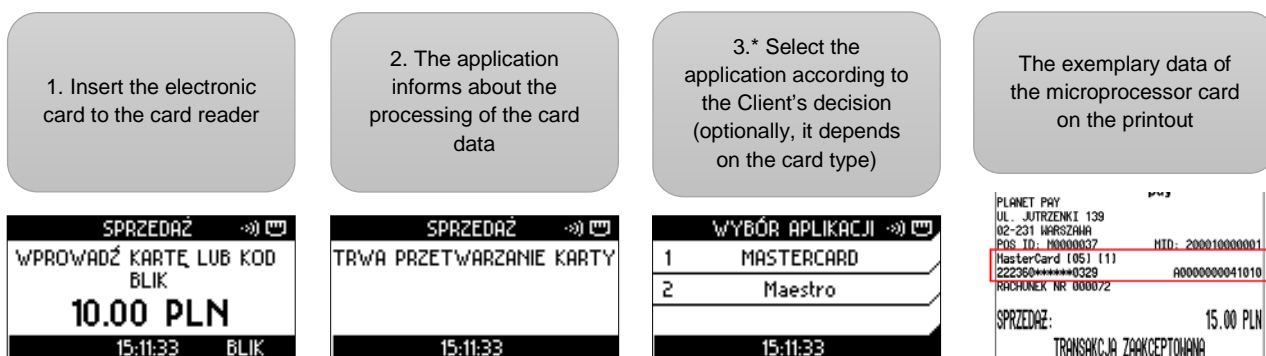 1. Insert the electronic
card to the card reader
2. The application
informs about the
processing of the card
data
3.* Select the
application according to
the Client’s decision
(optionally, it depends
on the card type)
The exemplary data of
the microprocessor card
on the printout
SPRZEDAŻ
WPROWADŹ KARTĘ LUB KOD
BLIK
10.00 PLN
15:11:33 BLIK
SPRZEDAŻ
TRWA PRZETWARZANIE KARTY
15:11:33
WYBÓR APLIKACJI
1 MASTERCARD
2 Maestro
15:11:33
pay
PLANET PAY
UL. JUTRZENKI 139
02-231 WARSZAWA
POS ID: M0000037 MID: 200010000001
MasterCard (05) (1)
222360******0329 A0000000041010
RACHUNEK NR 000072
SPRZEDAŻ: 15.00 PLN
TRANSAKCJA ZAAKCEPTOWANA